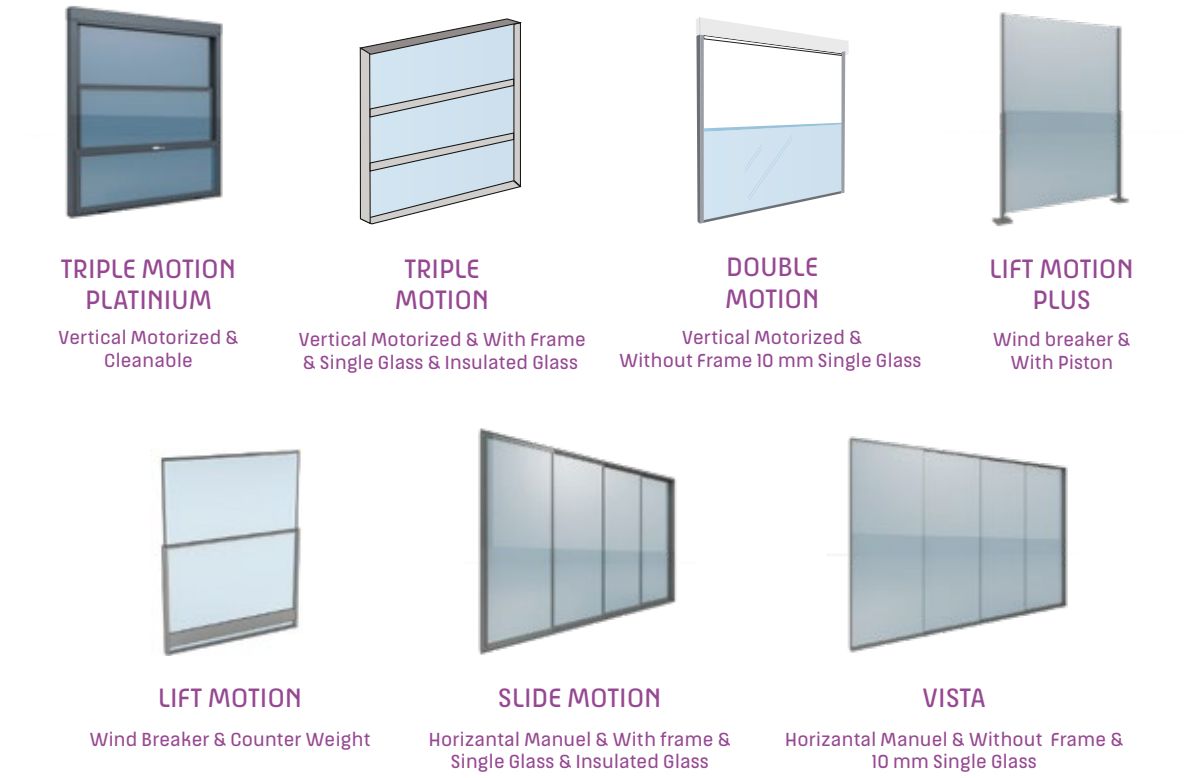 TRIPLE MOTION
PLATINIUM
Vertical Motorized &
Cleanable
TRIPLE
MOTION
Vertical Motorized & With Frame
& Single Glass & Insulated Glass
DOUBLE
MOTION
Vertical Motorized &
Without Frame 10 mm Single Glass
LIFT MOTION
PLUS
Wind breaker &
With Piston
LIFT MOTION
Wind Breaker & Counter Weight
SLIDE MOTION
Horizantal Manuel & With frame &
Single Glass & Insulated Glass
VISTA
Horizantal Manuel & Without Frame &
10 mm Single Glass